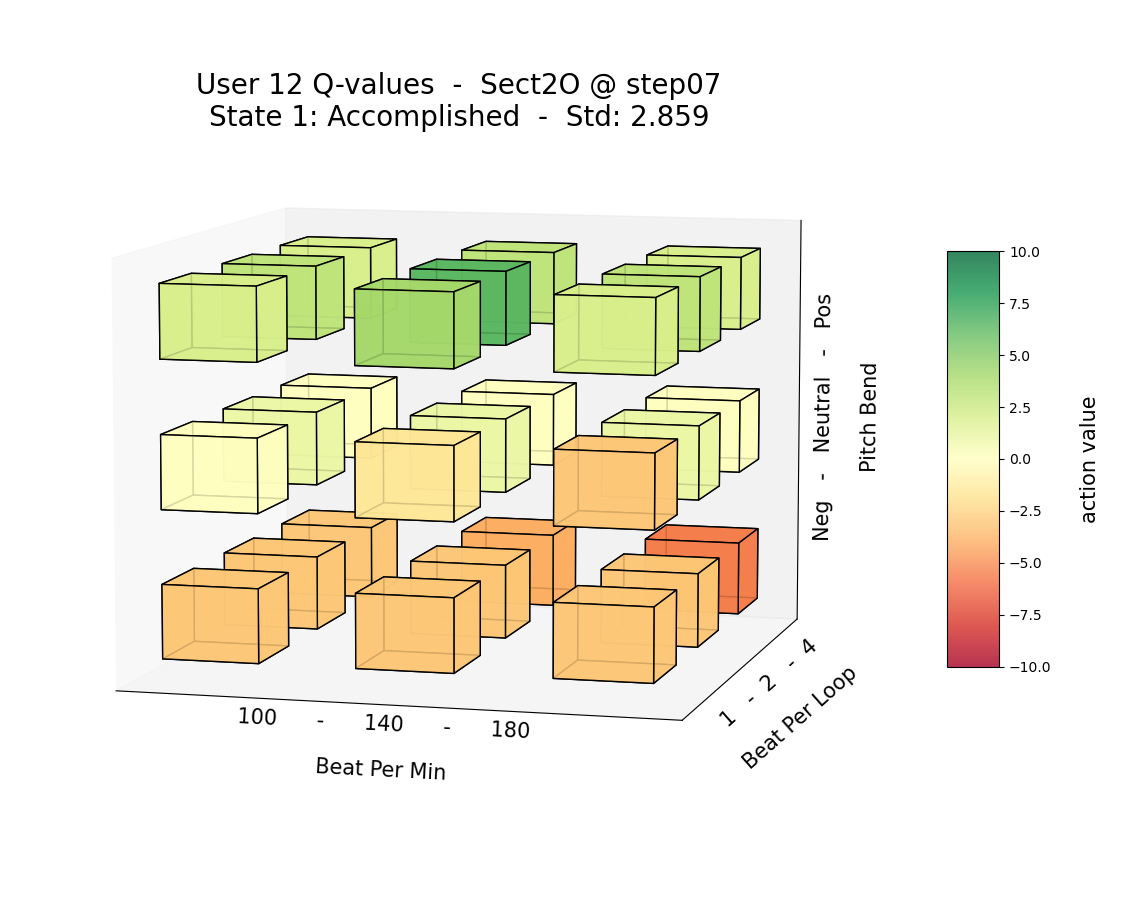 User 12 Q-values  -  Sect2O @ step07
State 1: Accomplished  -  Std: 2.859
Neg  -  Neutral  -  Pos
Pitch Bend
100  -  140  -  180
Beat Per Min
1  -  2  -  4
Beat Per Loop
10.0
7.5
5.0
2.5
0.0
−2.5
−5.0
−7.5
−10.0
action value